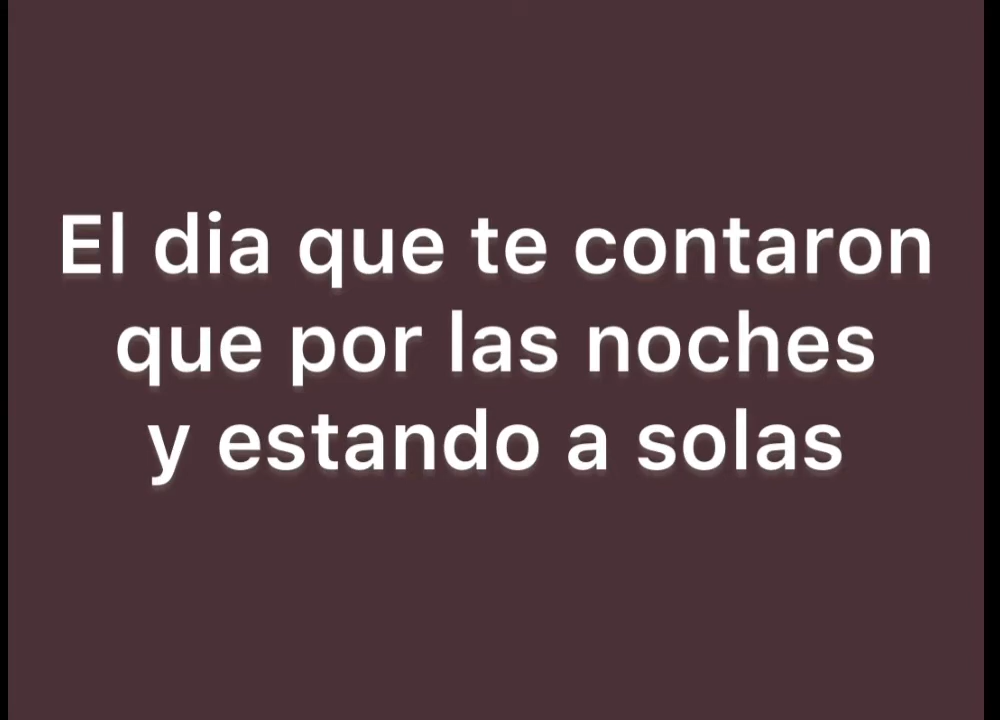 El dia que te contaron
que por las noches
y estando a solas